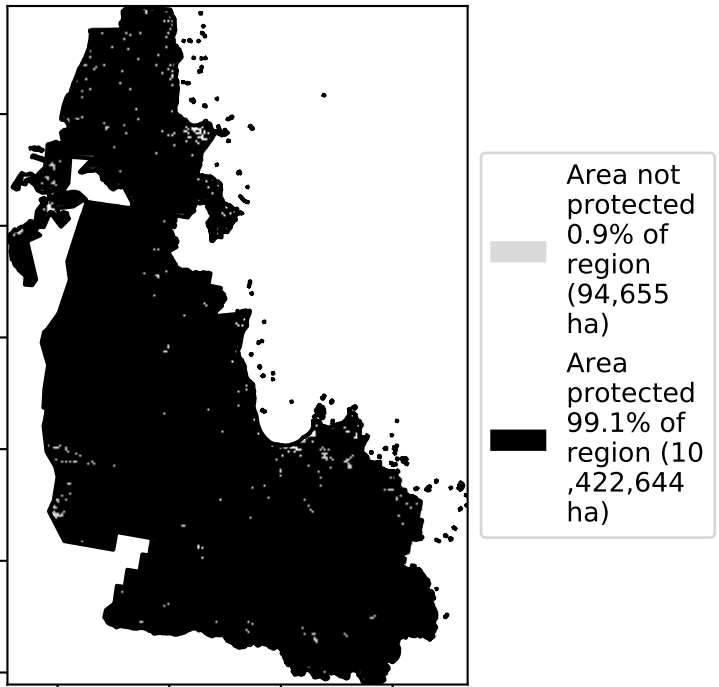 Area not
protected
0.9% of
region
(94,655
ha)
Area
protected
99.1% of
region (10
,422,644
ha)